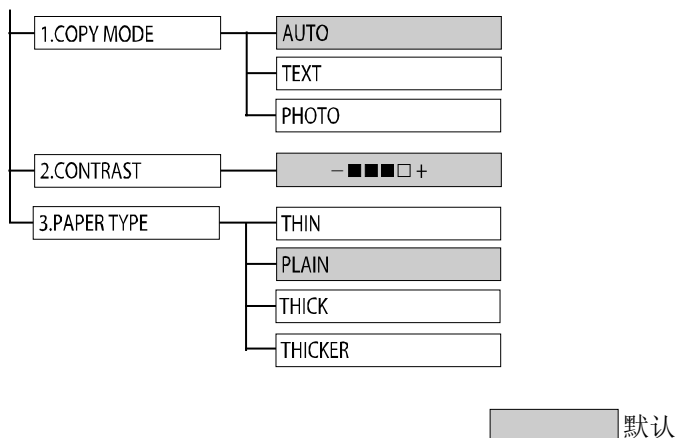 1.COPY MODE
AUTO
TEXT
PHOTO
2.CONTRAST
－■■■□＋
3.PAPER TYPE
THIN
PLAIN
THICK
THICKER
默认